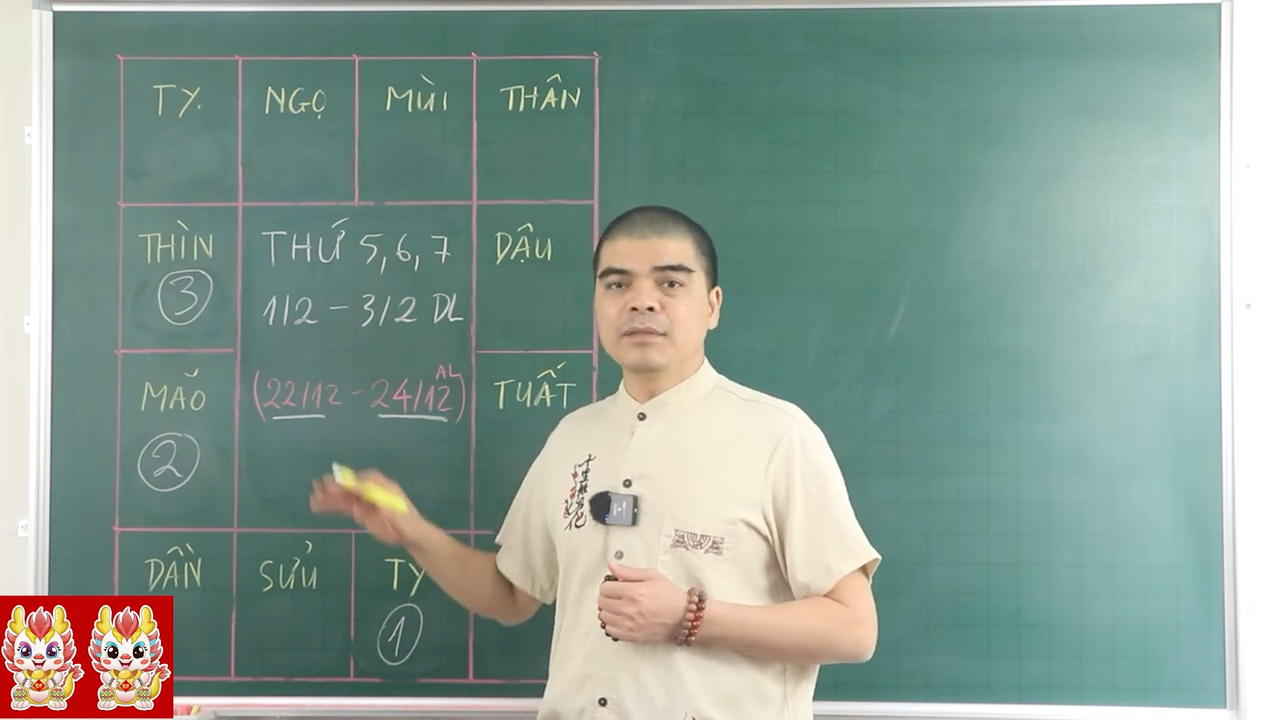 TỴ
NGỌ
MÙI
THÂN
THÌN
3
THỨ 5, 6, 7
1/2 - 3/2 DL
DẬU
MÃO
2
(22/12 - 24/12)
AL
TUẤT
DẦN
SỬU
TÝ
1